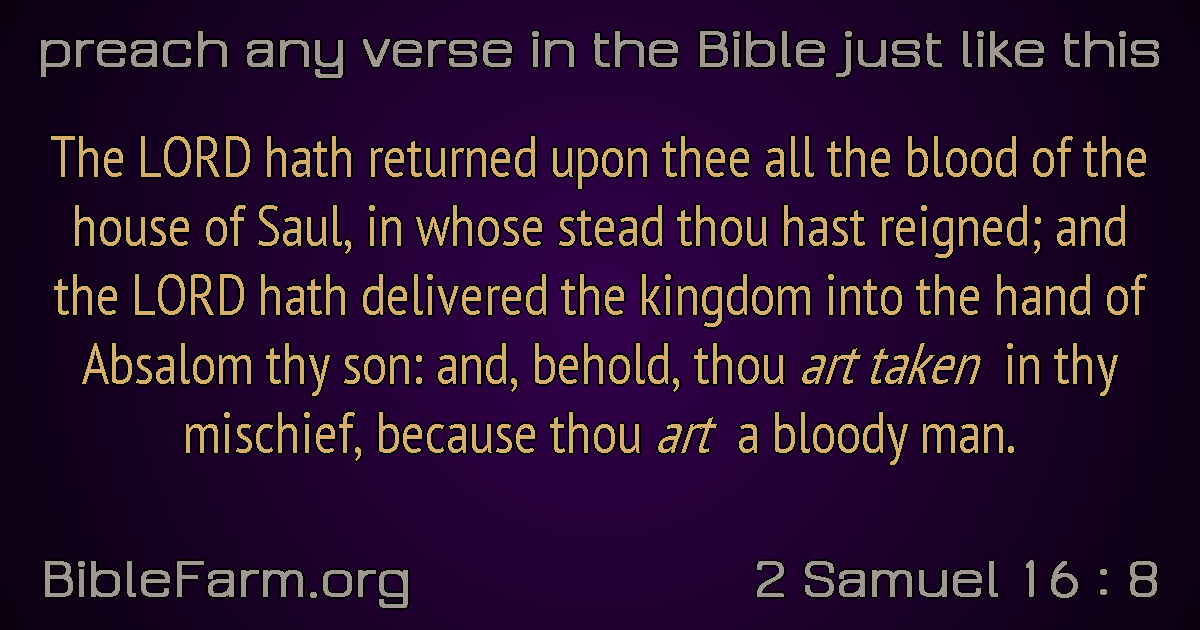 preach any verse in the Bible just like this
The LORD hath returned upon thee all the blood of the
house of Saul, in whose stead thou hast reigned; and
the LORD hath delivered the kingdom into the hand of
Absalom thy son: and, behold, thou art taken in thy
mischief, because thou art a bloody man.
BibleFarm.org
2 Samuel 16 : 8